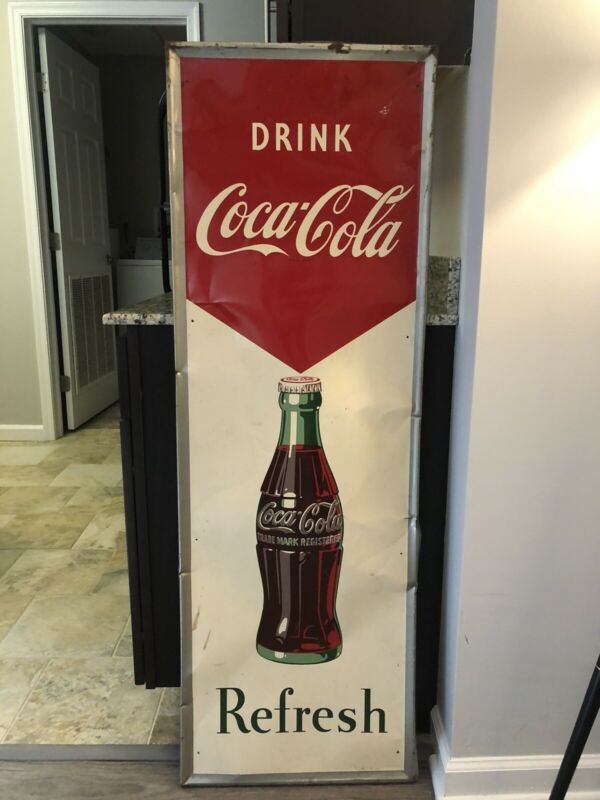 DRINK
Coca-Cola
Coca-Cola
TRADE MARK REGISTERED
Refresh